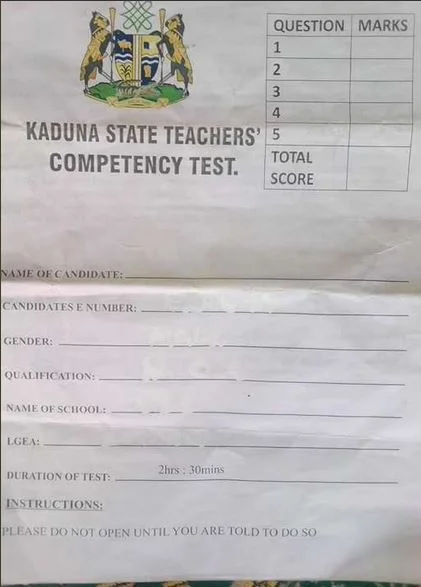 KADUNA STATE TEACHERS'
COMPETENCY TEST.
QUESTION MARKS
1
2
3
4
5
TOTAL
SCORE
NAME OF CANDIDATE:
CANDIDATES E NUMBER:
GENDER:
QUALIFICATION:
NAME OF SCHOOL:
LGEA:
DURATION OF TEST: 2hrs : 30mins
INSTRUCTIONS:
PLEASE DO NOT OPEN UNTIL YOU ARE TOLD TO DO SO